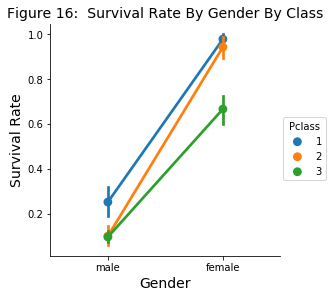 Figure 16:  Survival Rate By Gender By Class
1.0
0.8
0.6
0.4
0.2
Survival Rate
male female
Gender
Pclass
1
2
3